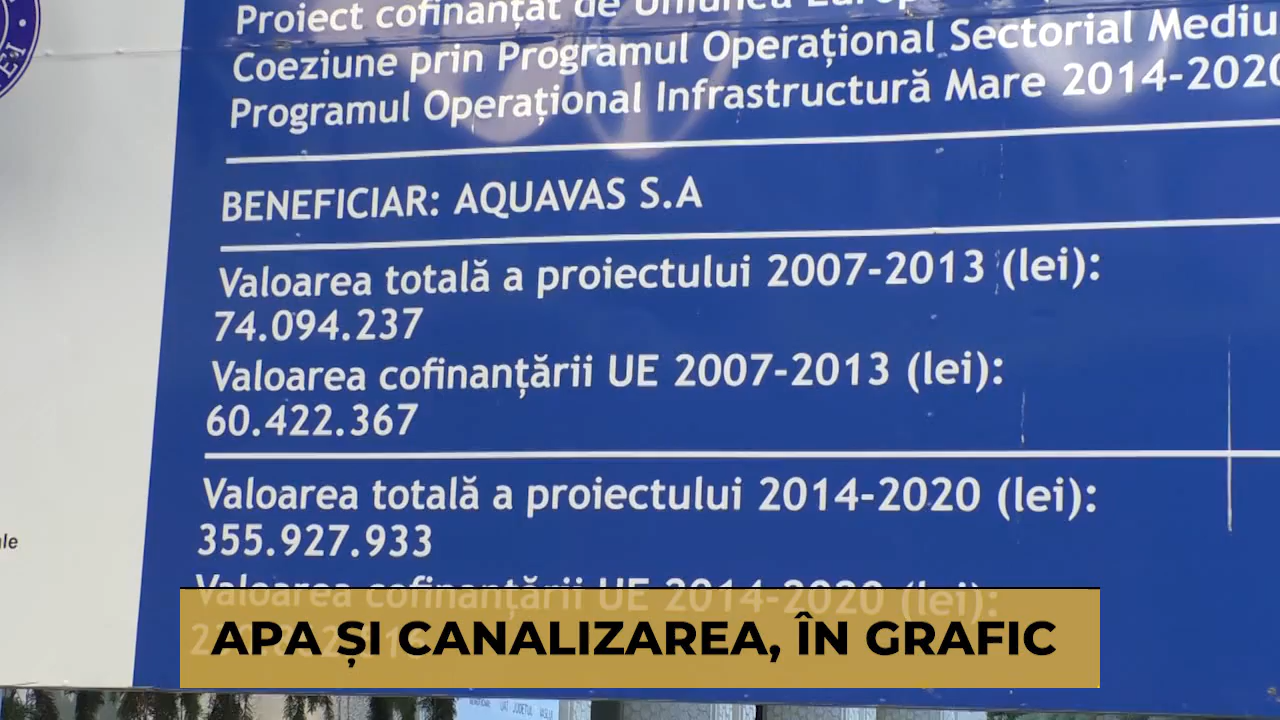 Proiect cofinanțat de Uniunea Europ
Coeziune prin Programul Operațional Sectorial Mediu
Programul Operațional Infrastructură Mare 2014-2020
BENEFICIAR: AQUAVAS S.A
Valoarea totală a proiectului 2007-2013 (lei):
74.094.237
Valoarea cofinanțării UE 2007-2013 (lei):
60.422.367
Valoarea totală a proiectului 2014-2020 (lei):
355.927.933
Valoarea cofinanțării UE 2014-2020 (lei):
APA ȘI CANALIZAREA, ÎN GRAFIC